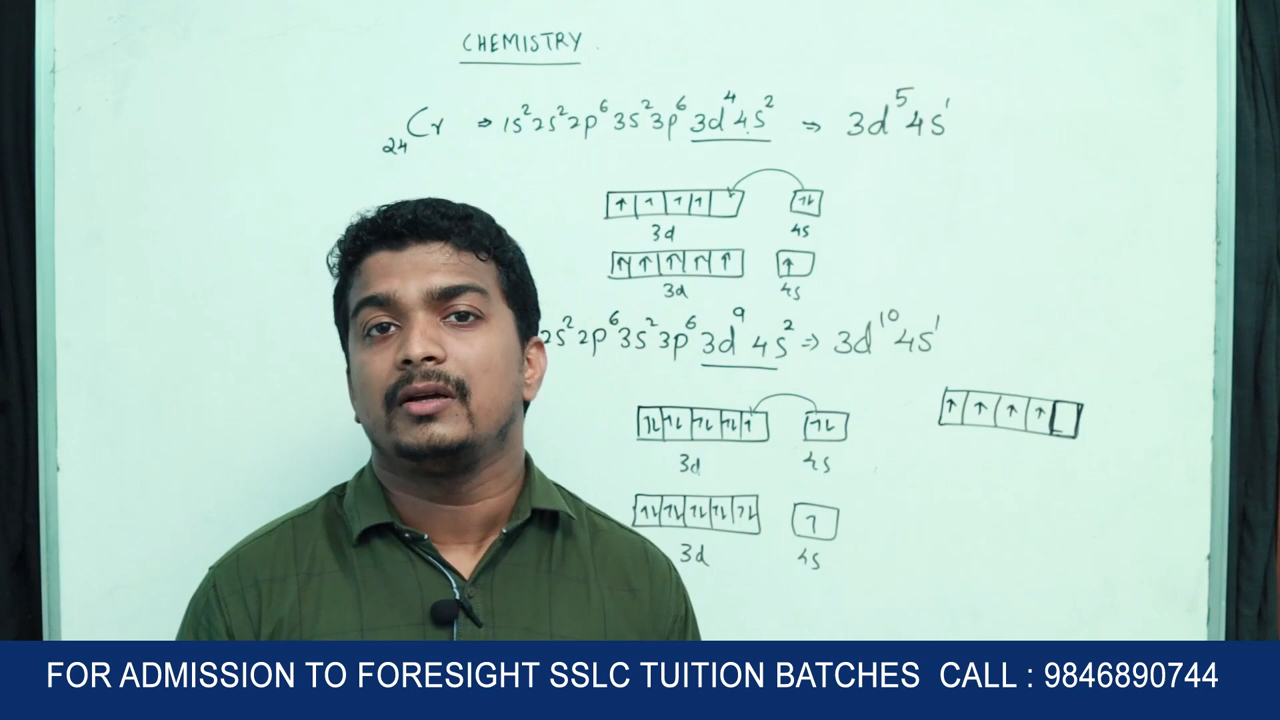 CHEMISTRY
₂₄Cr ⇒ 1s²2s²2p⁶3s²3p⁶3d⁴4s² ⇒ 3d⁵4s¹
↑ ↑ ↑ ↑ ↑↓
3d 4s
↑ ↑ ↑ ↑ ↑ ↑
3d 4s
2s²2p⁶3s²3p⁶3d⁹4s² ⇒ 3d¹⁰4s¹
↑ ↑ ↑ ↑
↑↓ ↑↓ ↑↓ ↑↓ ↑ ↑↓
3d 4s
↑↓ ↑↓ ↑↓ ↑↓ ↑↓ ↑
3d 4s
FOR ADMISSION TO FORESIGHT SSLC TUITION BATCHES CALL : 9846890744